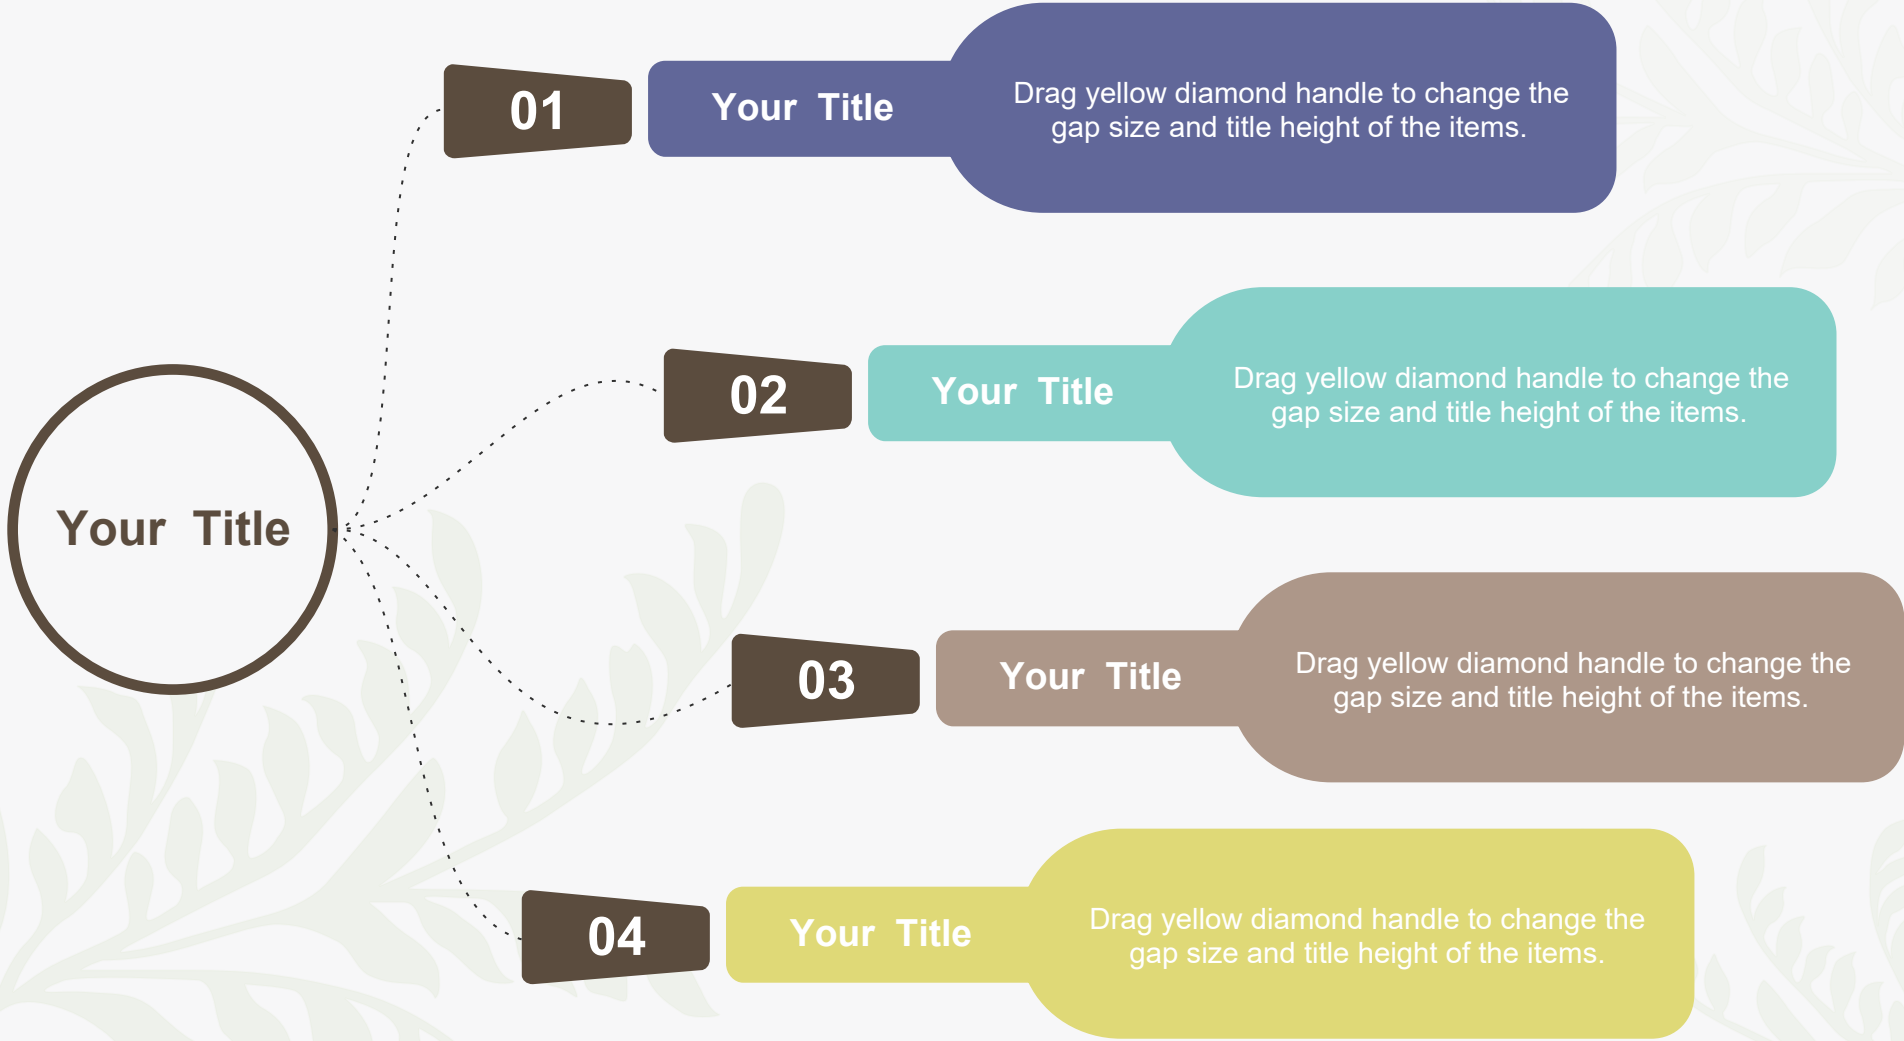 Your Title
01
Your Title
Drag yellow diamond handle to change the
gap size and title height of the items.
02
Your Title
Drag yellow diamond handle to change the
gap size and title height of the items.
03
Your Title
Drag yellow diamond handle to change the
gap size and title height of the items.
04
Your Title
Drag yellow diamond handle to change the
gap size and title height of the items.